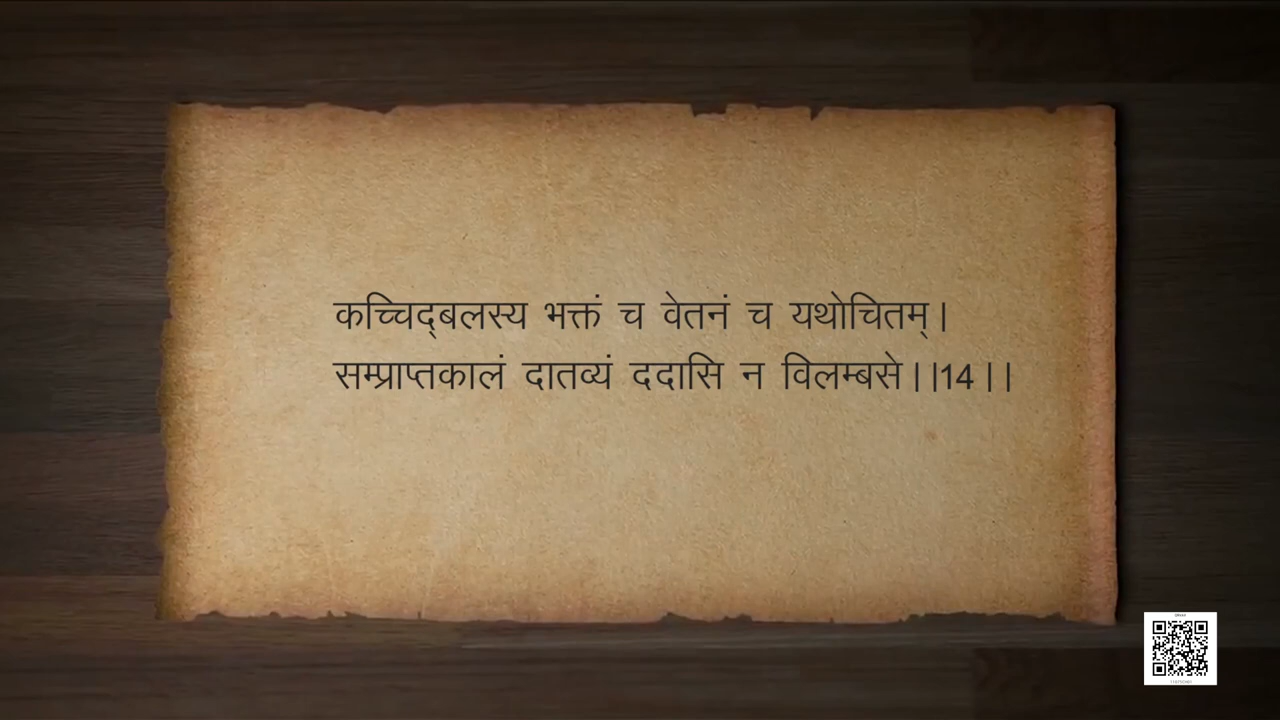 कच्चिद्बलस्य भक्तं च वेतनं च यथोचितम्।
सम्प्राप्तकालं दातव्यं ददासि न विलम्बसे।।14।।